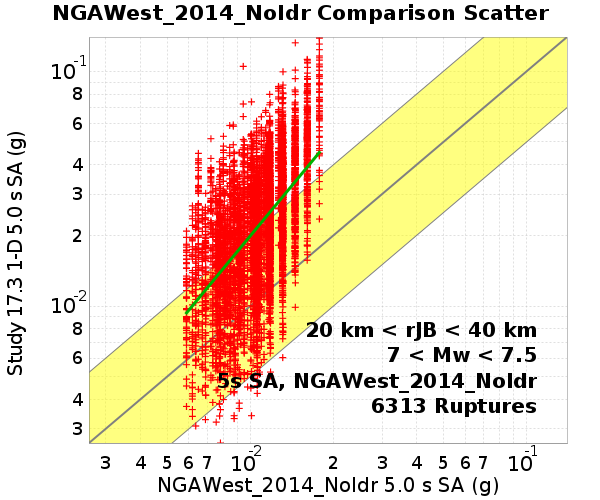 NGAWest_2014_NoIdr Comparison Scatter
Study 17.3 1-D 5.0 s SA (g)
10-1
8
6
4
3
2
10-2
8
6
4
3
20 km < rJB < 40 km
7 < Mw < 7.5
5s SA, NGAWest_2014_NoIdr
6313 Ruptures
3 4 5 6 7 10-2 2 3 4 5 6 7 10-1
NGAWest_2014_NoIdr 5.0 s SA (g)